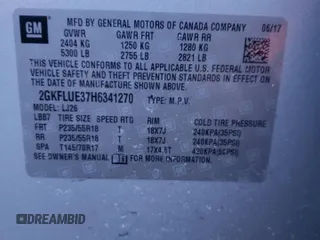 GM
MFD BY GENERAL MOTORS OF CANADA COMPANY 06/17
GVWR GAWR FRT GAWR RR
2404 KG 1250 KG 1280 KG
5300 LB 2755 LB 2821 LB
THIS VEHICLE CONFORMS TO ALL APPLICABLE U.S.
FEDERAL MOTOR VEHICLE SAFETY, BUMPER, AND
THEFT PREVENTION STANDARDS IN EFFECT ON THE
DATE OF MANUFACTURE SHOWN ABOVE.
2GKFLUE37H6341270 TYPE: M.P.V.
MODEL: LJ26
TIRE SIZE SPEED RTG RIM COLD TIRE PRESSURE
FRT P235/55R18 T 18X7J 240KPA(35PSI)
RR P235/55R18 T 18X7J 240KPA(35PSI)
SPA T145/70R17 M 17X4.5T
SEE OWNER'S MANUAL FOR MORE INFORMATION.
© BIDFAX